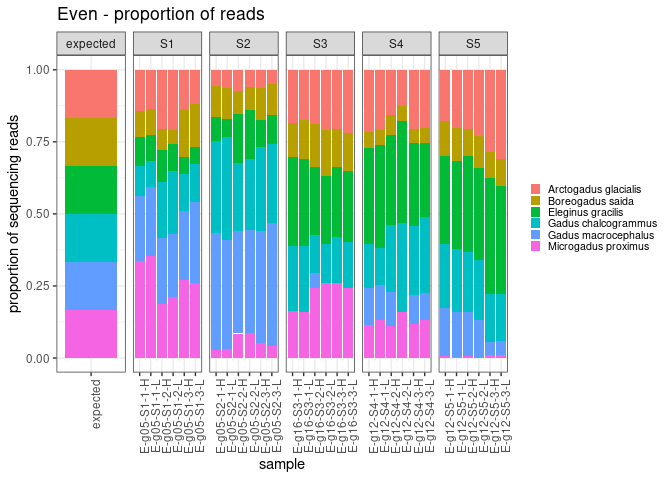 Even - proportion of reads
expected
S1
S2
S3
S4
S5
1.00
0.75
0.50
0.25
0.00
proportion of sequencing reads
expected
E-g05-S1-1-H
E-g05-S1-1-L
E-g05-S1-2-H
E-g05-S1-2-L
E-g05-S1-3-H
E-g05-S1-3-L
E-g05-S2-1-H
E-g05-S2-1-L
E-g05-S2-2-H
E-g05-S2-2-L
E-g05-S2-3-H
E-g05-S2-3-L
E-g16-S3-1-H
E-g16-S3-1-L
E-g16-S3-2-H
E-g16-S3-2-L
E-g16-S3-3-H
E-g16-S3-3-L
E-g12-S4-1-H
E-g12-S4-1-L
E-g12-S4-2-H
E-g12-S4-2-L
E-g12-S4-3-H
E-g12-S4-3-L
E-g12-S5-1-H
E-g12-S5-1-L
E-g12-S5-2-H
E-g12-S5-2-L
E-g12-S5-3-H
E-g12-S5-3-L
sample
Arctogadus glacialis
Boreogadus saida
Eleginus gracilis
Gadus chalcogrammus
Gadus macrocephalus
Microgadus proximus